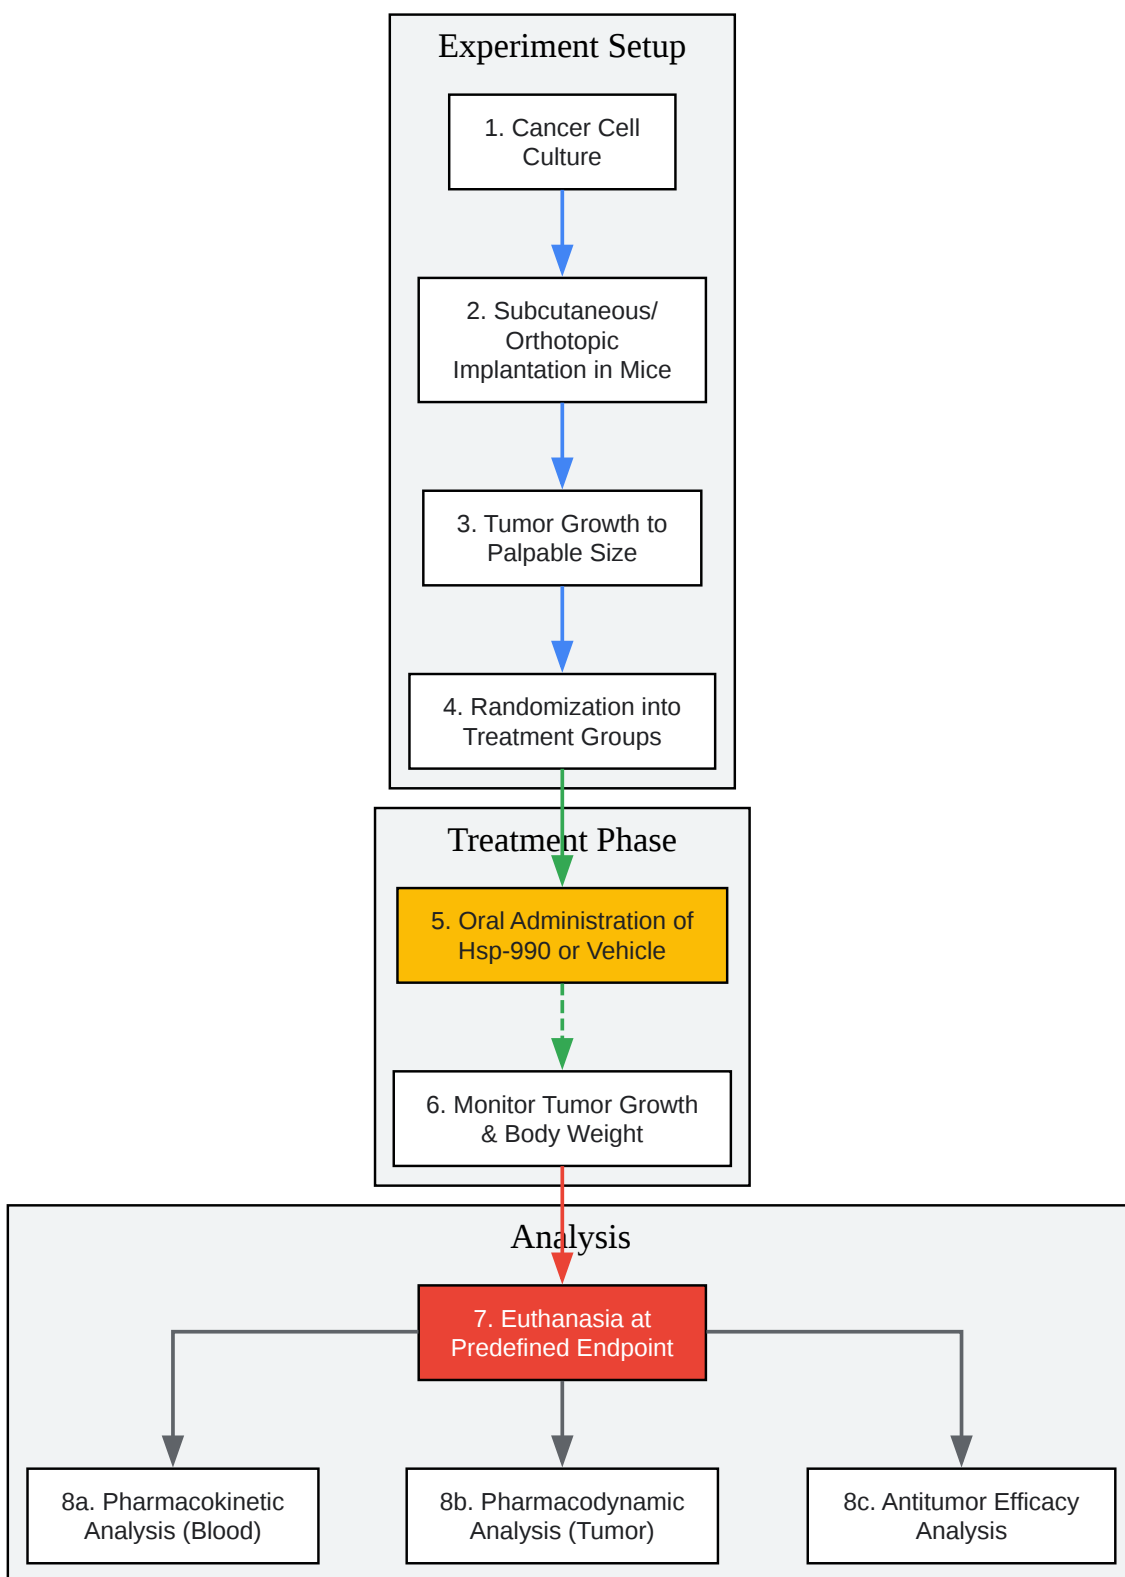 Experiment Setup
1. Cancer Cell
Culture
2. Subcutaneous/
Orthotopic
Implantation in Mice
3. Tumor Growth to
Palpable Size
4. Randomization into
Treatment Groups
Treatment Phase
5. Oral Administration of
Hsp-990 or Vehicle
6. Monitor Tumor Growth
& Body Weight
Analysis
7. Euthanasia at
Predefined Endpoint
8a. Pharmacokinetic
Analysis (Blood)
8b. Pharmacodynamic
Analysis (Tumor)
8c. Antitumor Efficacy
Analysis